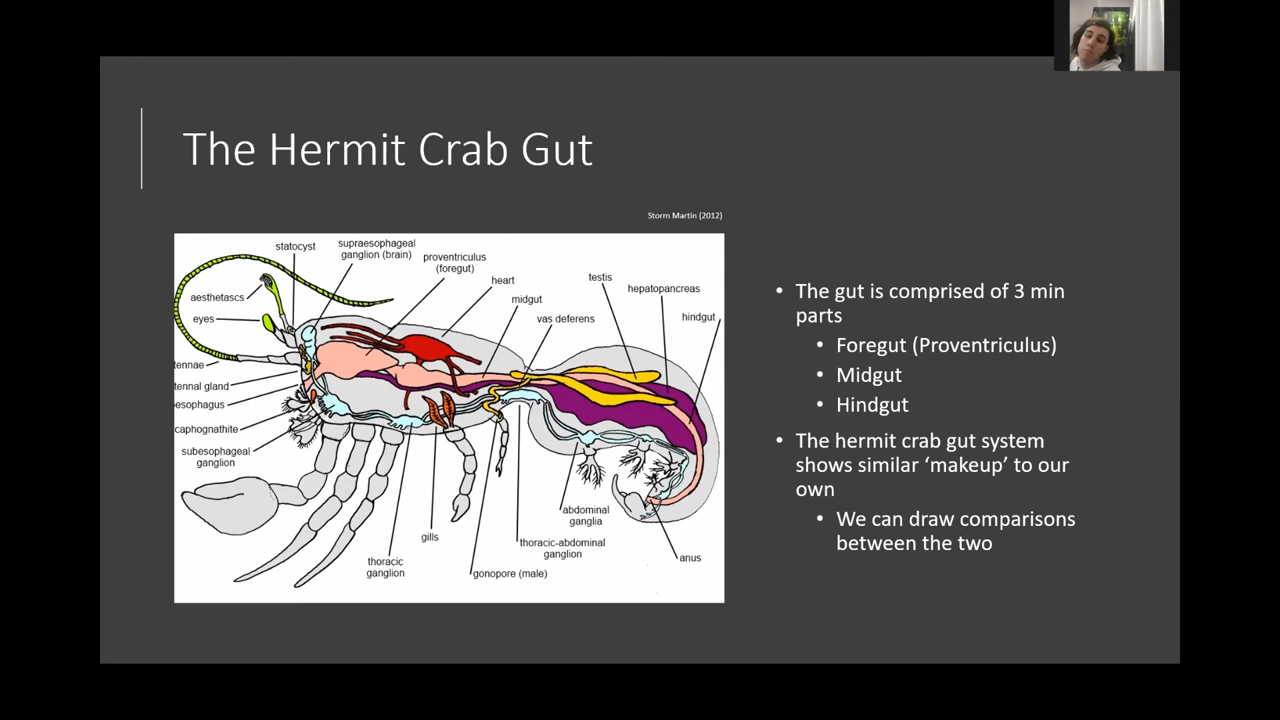 The Hermit Crab Gut
Storm Martin (2012)
statocyst
supraesophageal
ganglion (brain)
proventriculus
(foregut)
heart
midgut
vas deferens
testis
hepatopancreas
hindgut
aesthetascs
eyes
tennae
tennal gland
esophagus
caphognathite
subesophageal
ganglion
thoracic
ganglion
gills
gonopore (male)
thoracic-abdominal
ganglion
abdominal
ganglia
anus
• The gut is comprised of 3 min
parts
• Foregut (Proventriculus)
• Midgut
• Hindgut
• The hermit crab gut system
shows similar ‘makeup’ to our
own
• We can draw comparisons
between the two